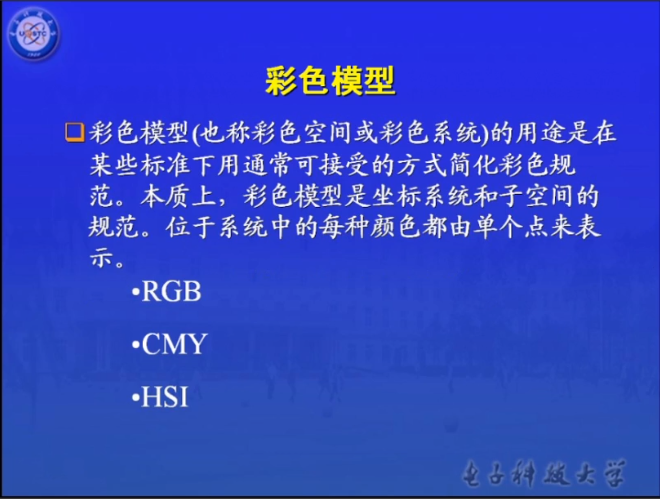 彩色模型
彩色模型(也称彩色空间或彩色系统)的用途是在
某些标准下用通常可接受的方式简化彩色规
范。本质上，彩色模型是坐标系统和子空间的
规范。位于系统中的每种颜色都由单个点来表
示。
•RGB
•CMY
•HSI
电子科技大学